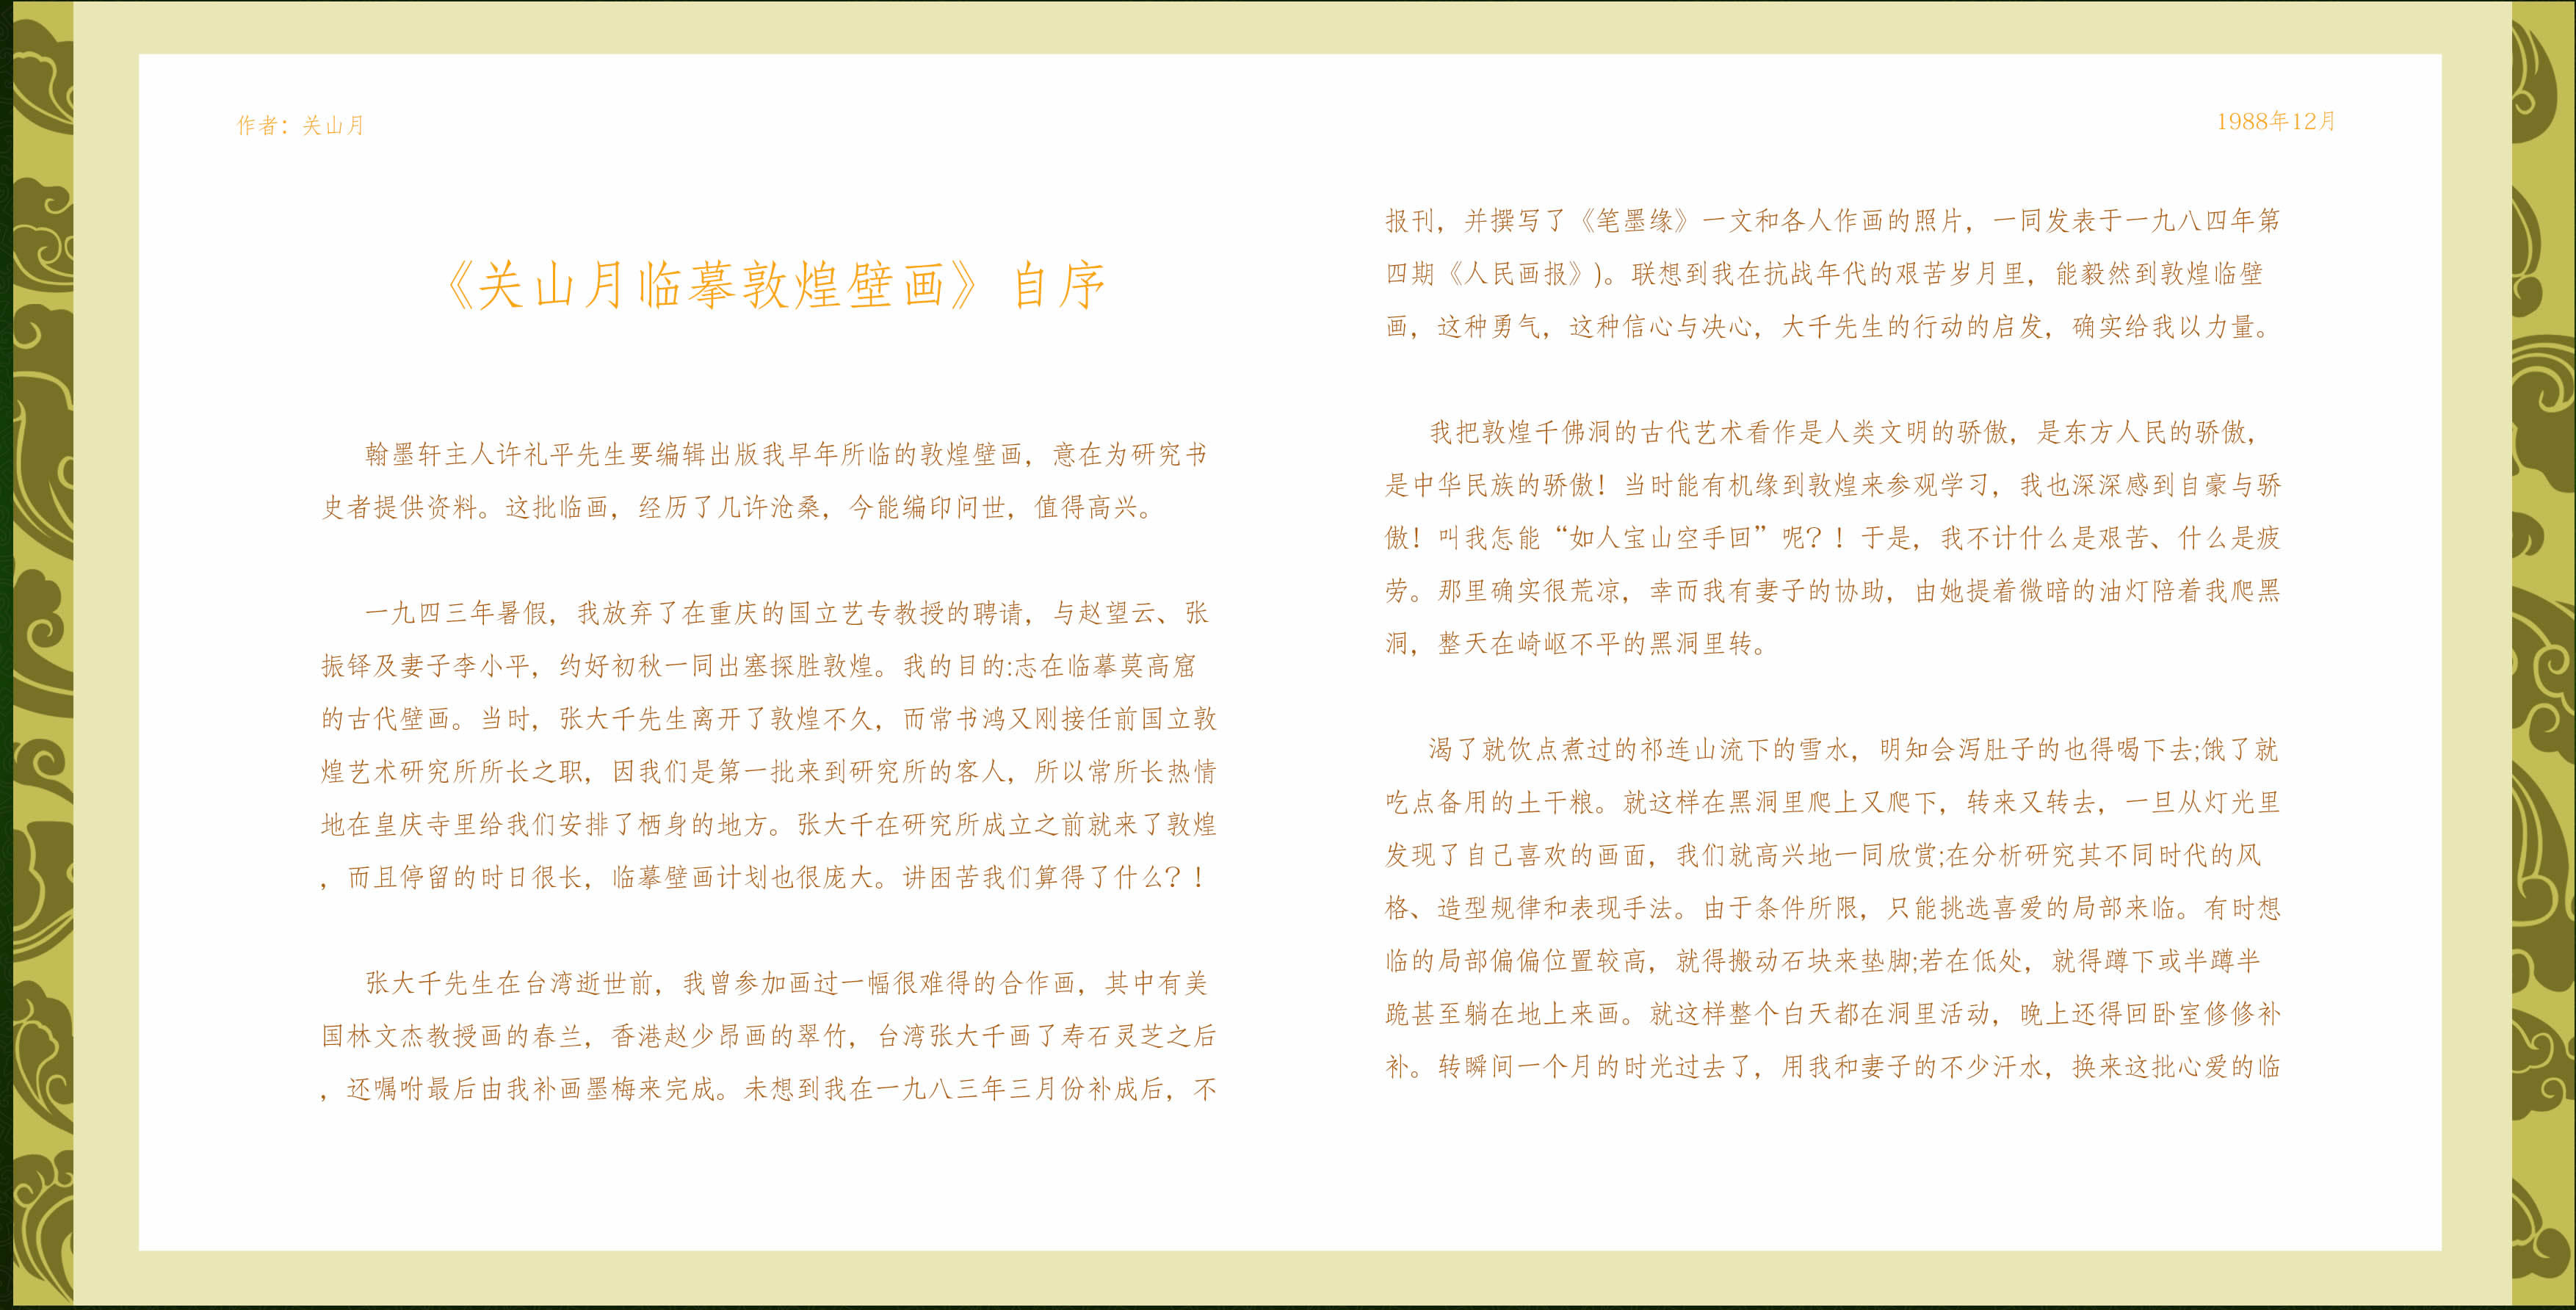 作者：关山月
1988年12月
《关山月临摹敦煌壁画》自序
翰墨轩主人许礼平先生要编辑出版我早年所临的敦煌壁画，意在为研究书
史者提供资料。这批临画，经历了几许沧桑，今能编印问世，值得高兴。
一九四三年暑假，我放弃了在重庆的国立艺专教授的聘请，与赵望云、张
振铎及妻子李小平，约好初秋一同出塞探胜敦煌。我的目的:志在临摹莫高窟
的古代壁画。当时，张大千先生离开了敦煌不久，而常书鸿又刚接任前国立敦
煌艺术研究所所长之职，因我们是第一批来到研究所的客人，所以常所长热情
地在皇庆寺里给我们安排了栖身的地方。张大千在研究所成立之前就来了敦煌
，而且停留的时日很长，临摹壁画计划也很庞大。讲困苦我们算得了什么？！
张大千先生在台湾逝世前，我曾参加画过一幅很难得的合作画，其中有美
国林文杰教授画的春兰，香港赵少昂画的翠竹，台湾张大千画了寿石灵芝之后
，还嘱咐最后由我补画墨梅来完成。未想到我在一九八三年三月份补成后，不
报刊，并撰写了《笔墨缘》一文和各人作画的照片，一同发表于一九八四年第
四期《人民画报》)。联想到我在抗战年代的艰苦岁月里，能毅然到敦煌临壁
画，这种勇气，这种信心与决心，大千先生的行动的启发，确实给我以力量。
我把敦煌千佛洞的古代艺术看作是人类文明的骄傲，是东方人民的骄傲，
是中华民族的骄傲！当时能有机缘到敦煌来参观学习，我也深深感到自豪与骄
傲！叫我怎能“如人宝山空手回”呢？！于是，我不计什么是艰苦、什么是疲
劳。那里确实很荒凉，幸而我有妻子的协助，由她提着微暗的油灯陪着我爬黑
洞，整天在崎岖不平的黑洞里转。
渴了就饮点煮过的祁连山流下的雪水，明知会泻肚子的也得喝下去;饿了就
吃点备用的土干粮。就这样在黑洞里爬上又爬下，转来又转去，一旦从灯光里
发现了自己喜欢的画面，我们就高兴地一同欣赏;在分析研究其不同时代的风
格、造型规律和表现手法。由于条件所限，只能挑选喜爱的局部来临。有时想
临的局部偏偏位置较高，就得搬动石块来垫脚;若在低处，就得蹲下或半蹲半
跪甚至躺在地上来画。就这样整个白天都在洞里活动，晚上还得回卧室修修补
补。转瞬间一个月的时光过去了，用我和妻子的不少汗水，换来这批心爱的临